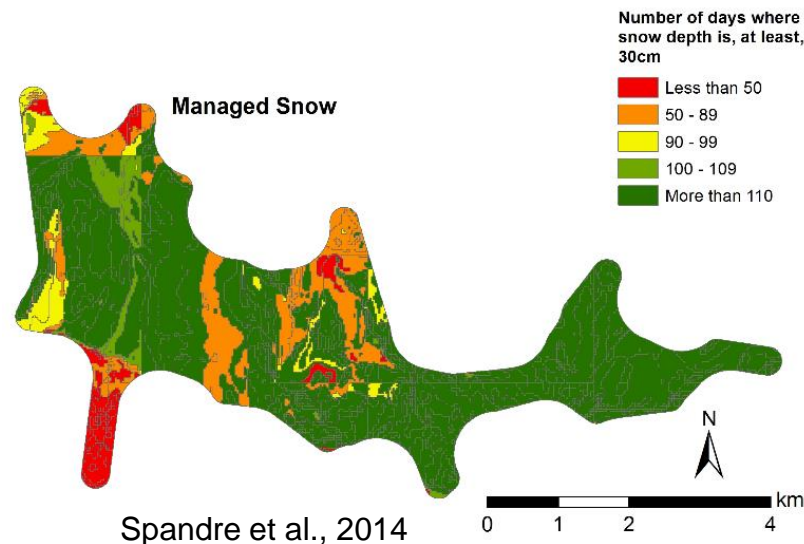 Number of days where
snow depth is, at least,
30cm
Less than 50
50 - 89
90 - 99
100 - 109
More than 110
Managed Snow
N
km
0 1 2 4
Spandre et al., 2014